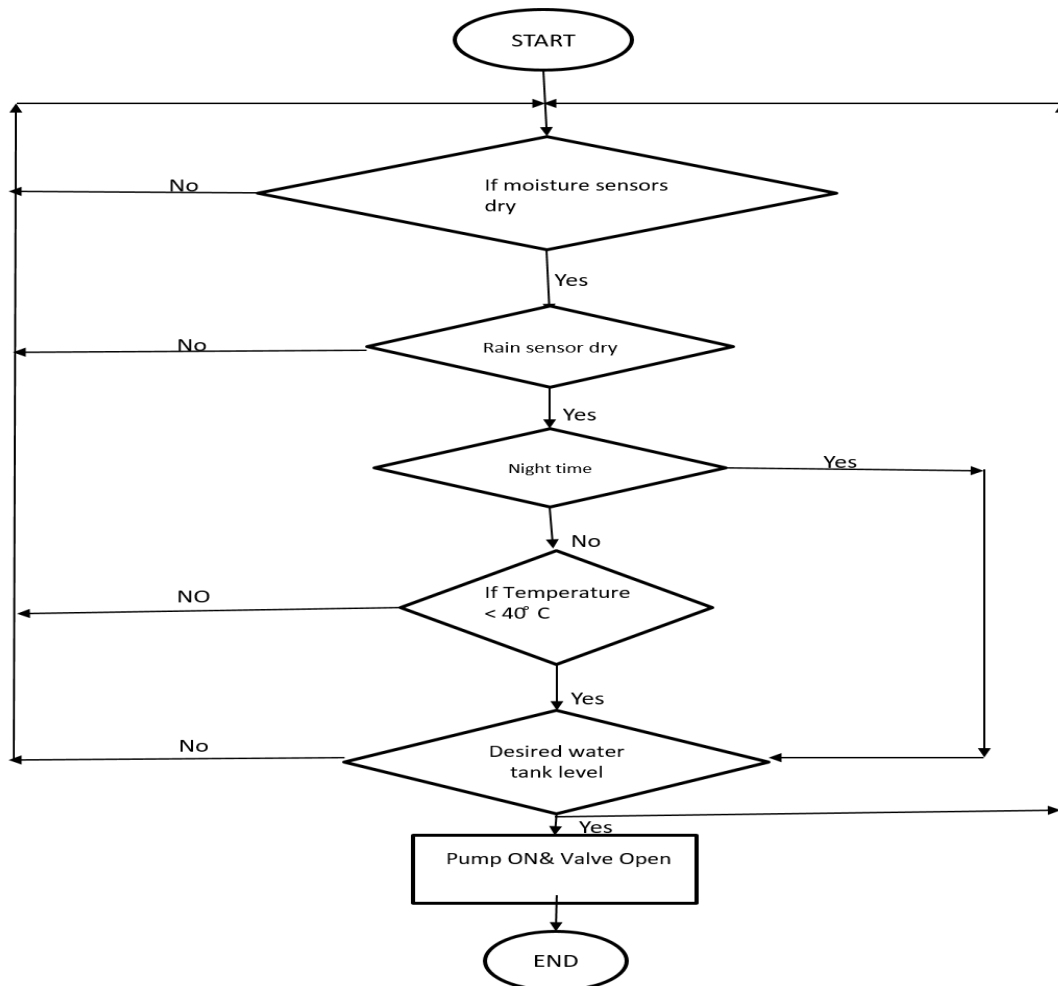 START
No
If moisture sensors
dry
Yes
No
Rain sensor dry
Yes
Night time
Yes
No
If Temperature
< 40° C
NO
Yes
No
Desired water
tank level
Yes
Pump ON& Valve Open
END